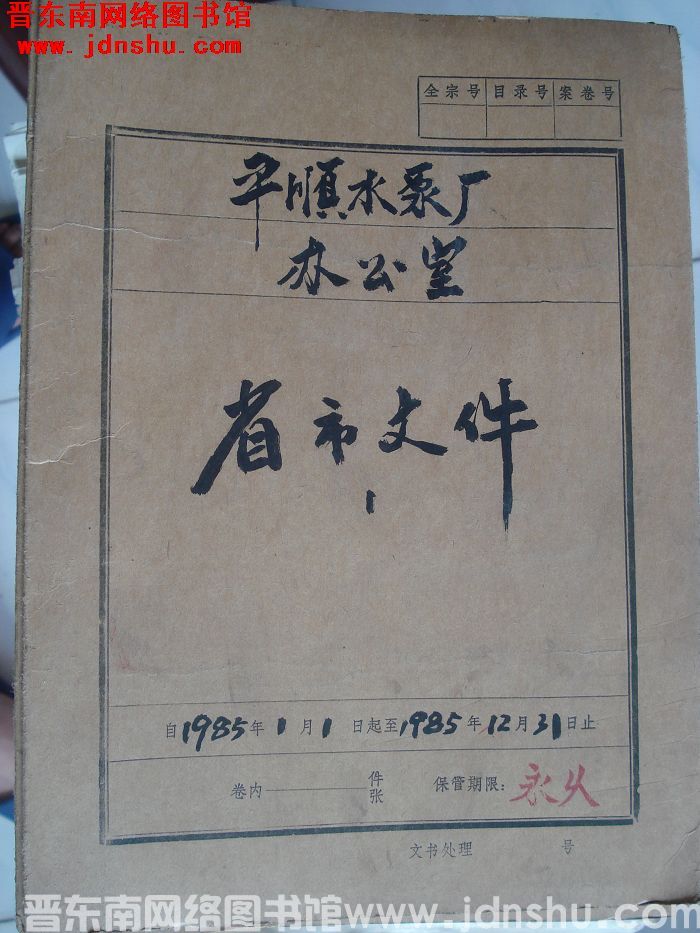 晋东南网络图书馆
www.jdnshu.com
全宗号 目录号 案卷号
平順水泵厂
办公室
省市文件
1
自1985年1月1日起至1985年12月31日止
卷内 件 张 保管期限：永久
文书处理 号
晋东南网络图书馆www.jdnshu.com